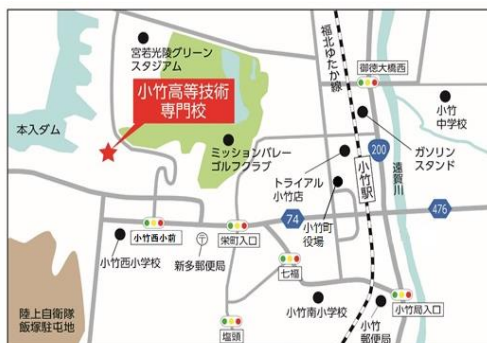 宮若光陵グリーン
スタジアム
小竹高等技術
専門校
本入ダム
ミッションバレー
ゴルフクラブ
福北ゆたか線
御徳大橋西
小竹
中学校
ガソリン
スタンド
200
遠賀川
トライアル
小竹店
小竹駅
小竹町
役場
476
74
小竹西小前
小竹西小学校
新多郵便局
栄町入口
七福
小竹南小学校
小竹局入口
小竹
郵便局
塩頭
陸上自衛隊
飯塚駐屯地